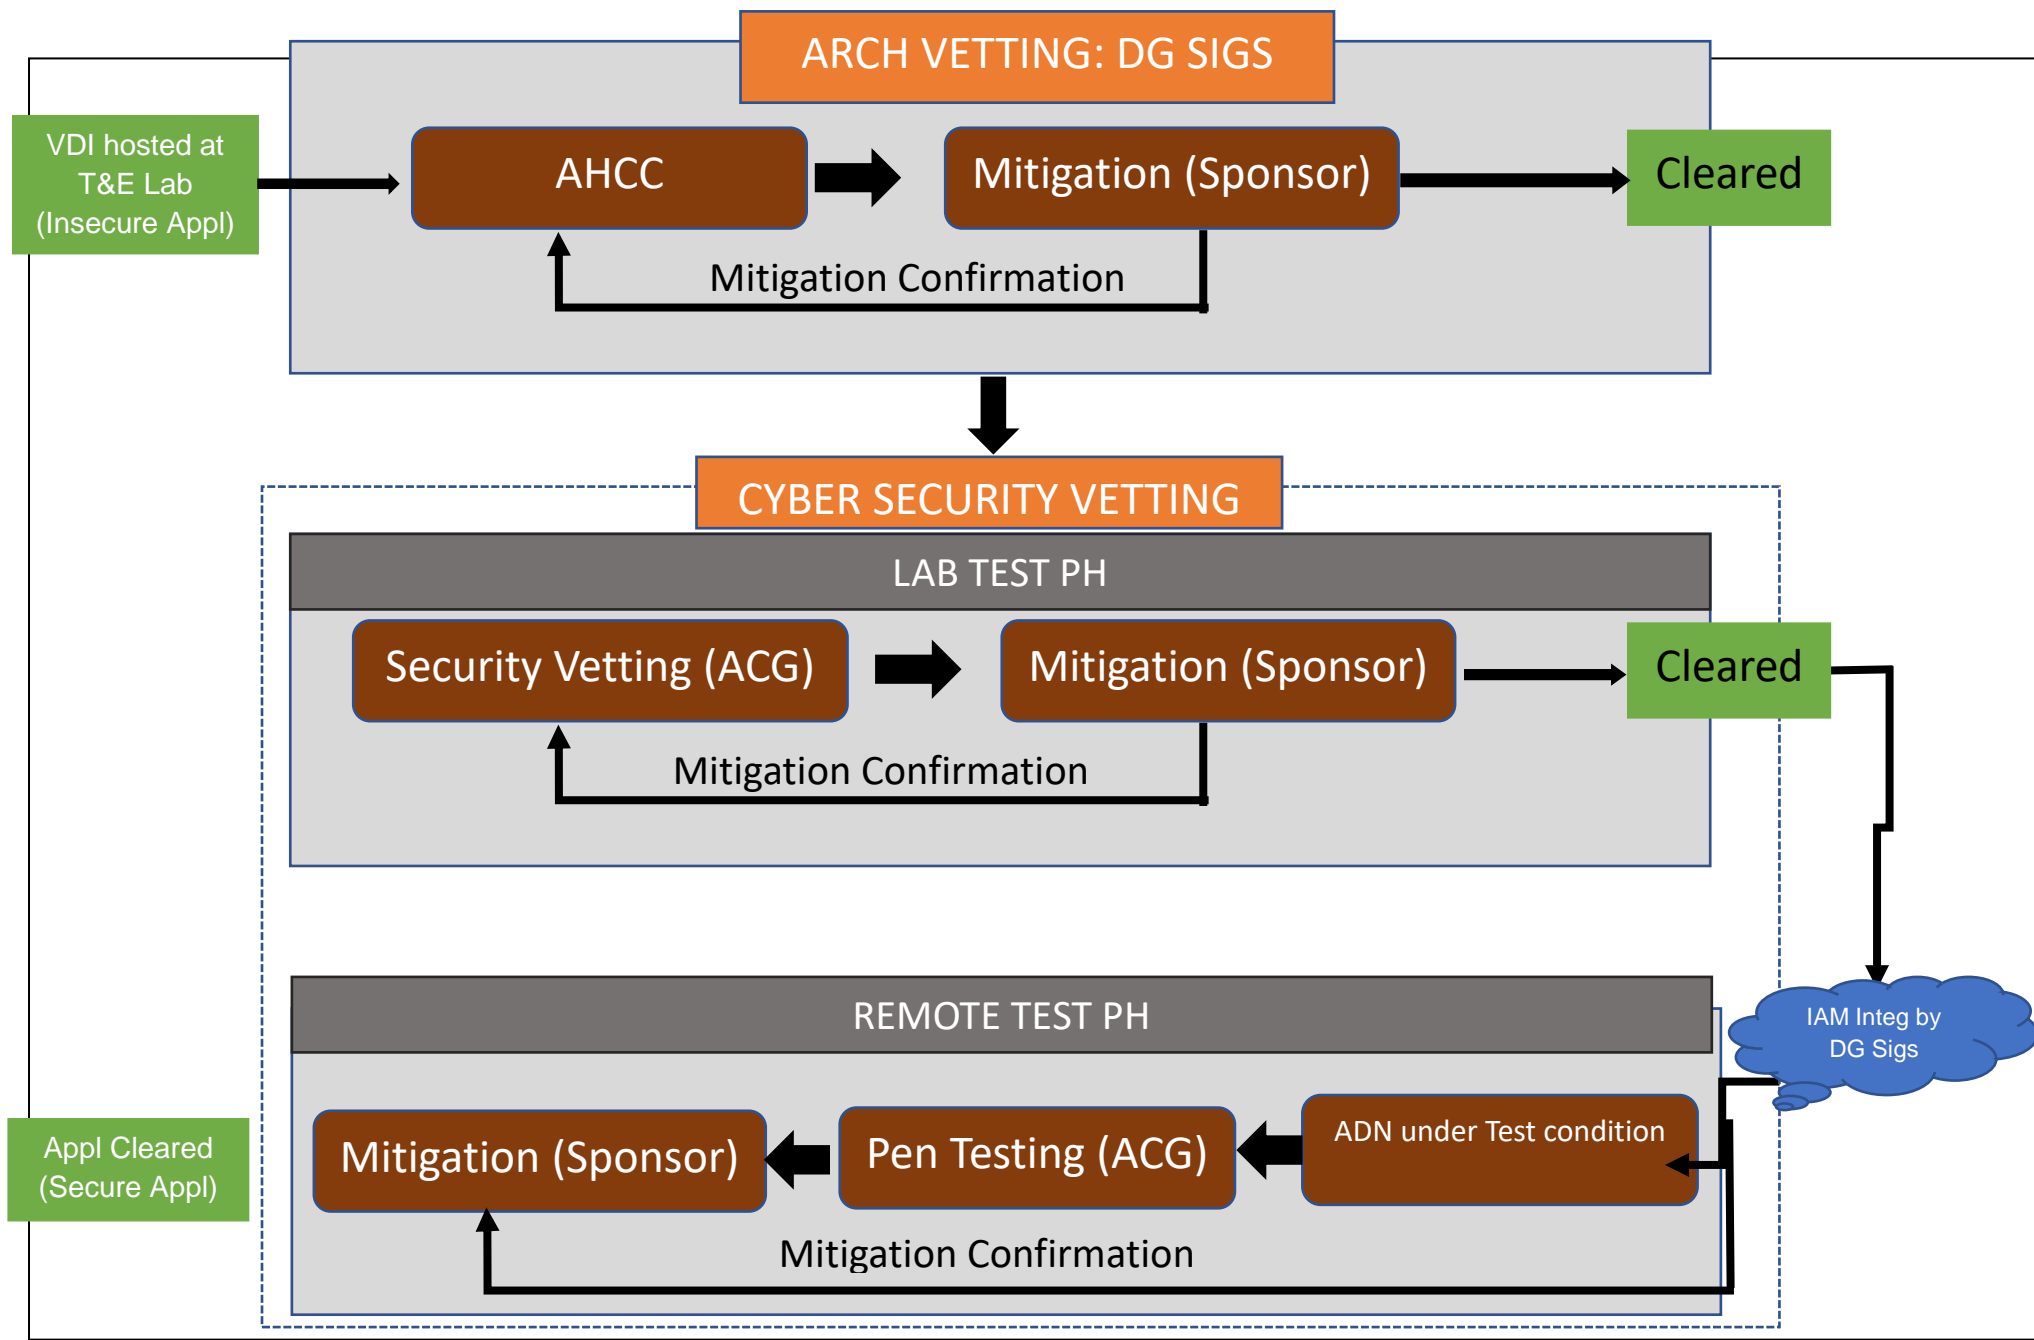 ARCH VETTING: DG SIGS
VDI hosted at
T&E Lab
(Insecure Appl)
AHCC
Mitigation (Sponsor)
Cleared
Mitigation Confirmation
CYBER SECURITY VETTING
LAB TEST PH
Security Vetting (ACG)
Mitigation (Sponsor)
Cleared
Mitigation Confirmation
REMOTE TEST PH
IAM Integ by
DG Sigs
Appl Cleared
(Secure Appl)
Mitigation (Sponsor)
Pen Testing (ACG)
ADN under Test condition
Mitigation Confirmation